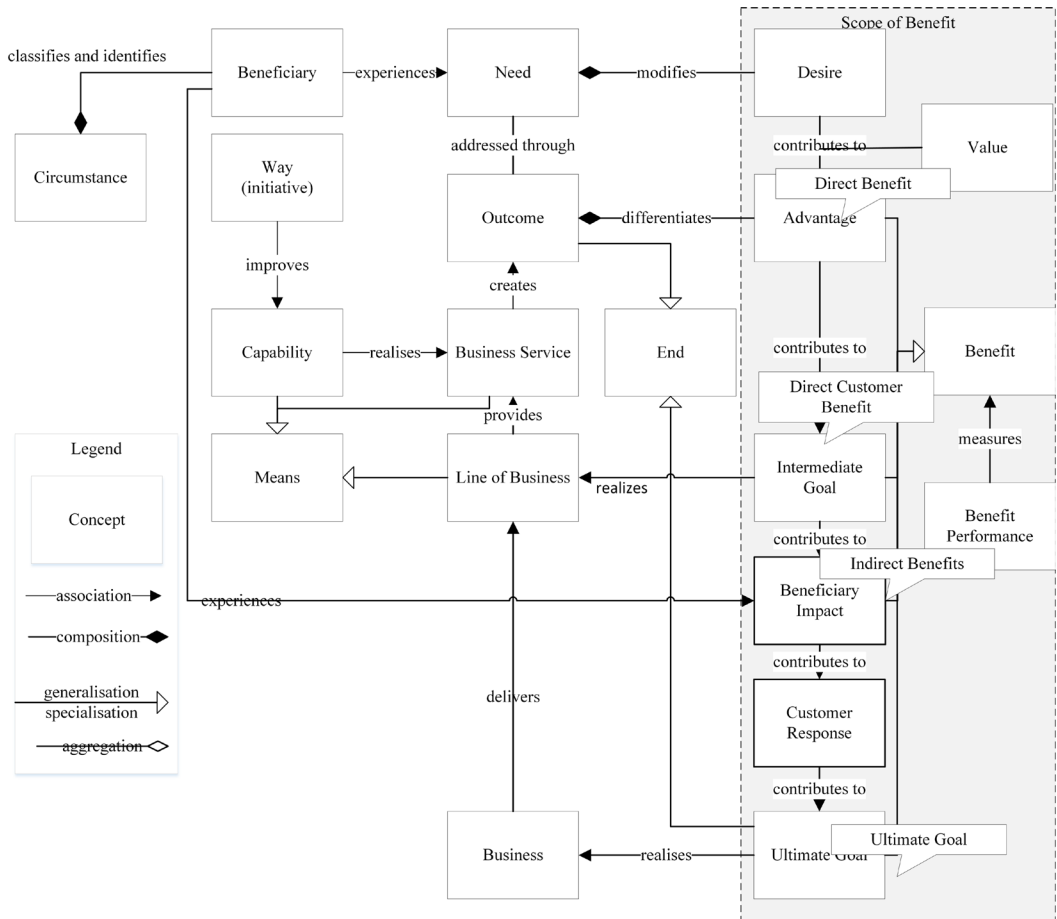 Scope of Benefit
classifies and identifies
Beneficiary
experiences
Need
modifies
Desire
Circumstance
Way
(initiative)
addressed through
contributes to
Value
Direct Benefit
Outcome
differentiates
Advantage
improves
creates
Capability
realises
Business Service
End
contributes to
Benefit
Direct Customer
Benefit
provides
measures
Legend
Means
Line of Business
realizes
Intermediate
Goal
Benefit
Performance
Concept
contributes to
Indirect Benefits
association
experiences
Beneficiary
Impact
composition
contributes to
generalisation
specialisation
delivers
Customer
Response
aggregation
contributes to
Business
realises
Ultimate Goal
Ultimate Goal